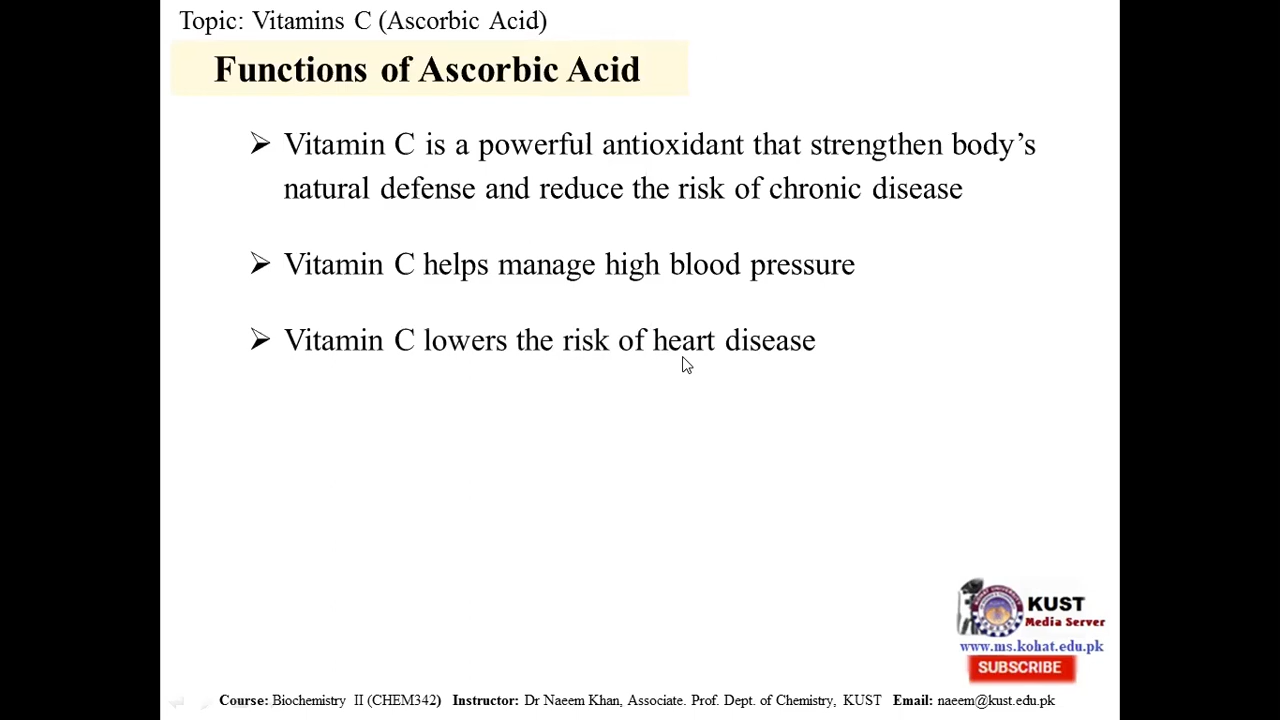 Topic: Vitamins C (Ascorbic Acid)
Functions of Ascorbic Acid
➢ Vitamin C is a powerful antioxidant that strengthen body’s
natural defense and reduce the risk of chronic disease
➢ Vitamin C helps manage high blood pressure
➢ Vitamin C lowers the risk of heart disease
KUST
Media Server
www.ms.kohat.edu.pk
SUBSCRIBE
Course: Biochemistry II (CHEM342) Instructor: Dr Naeem Khan, Associate. Prof. Dept. of Chemistry, KUST Email: naeem@kust.edu.pk